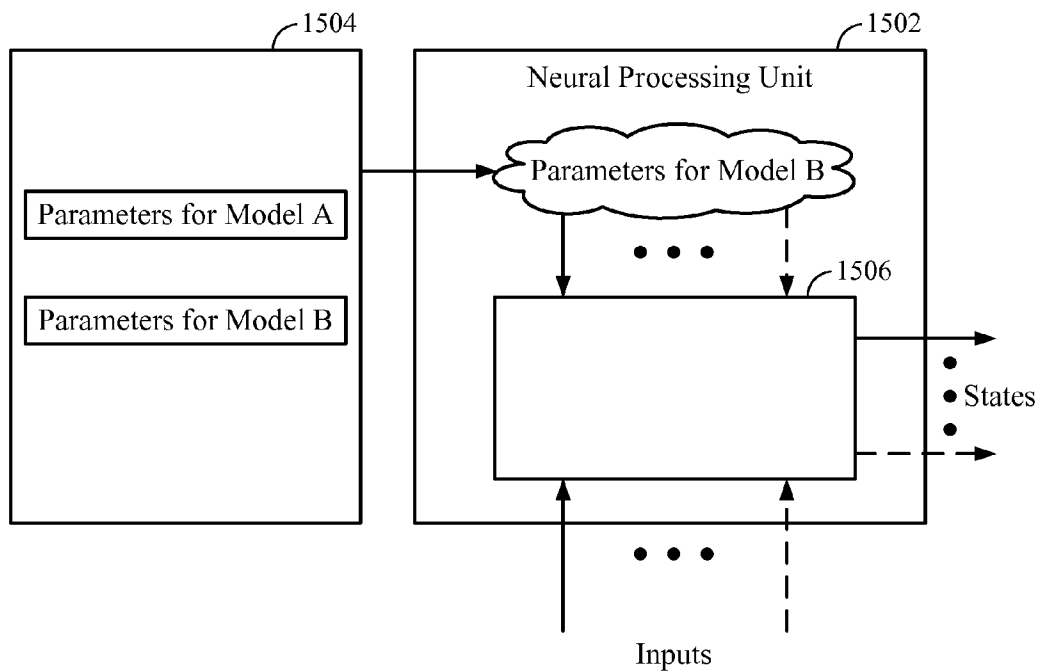 1504
1502
Neural Processing Unit
Parameters for Model B
Parameters for Model A
Parameters for Model B
1506
States
Inputs